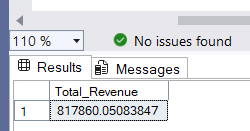 110 %
No issues found
Results
Messages
Total_Revenue
1
817860.05083847